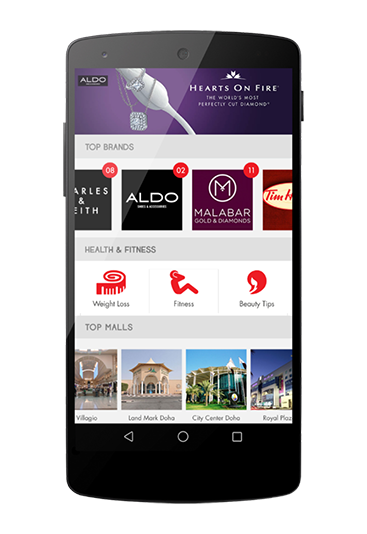 ALDO
HEARTS ON FIRE
THE WORLD'S MOST
PERFECTLY CUT DIAMOND
TOP BRANDS
08
02
11
ARLES
&
EITH
ALDO
MALABAR
GOLD & DIAMONDS
Tim H
HEALTH & FITNESS
Weight Loss
Fitness
Beauty Tips
TOP MALLS
Villagio
Land Mark Doha
City Center Doha
Royal Plaz